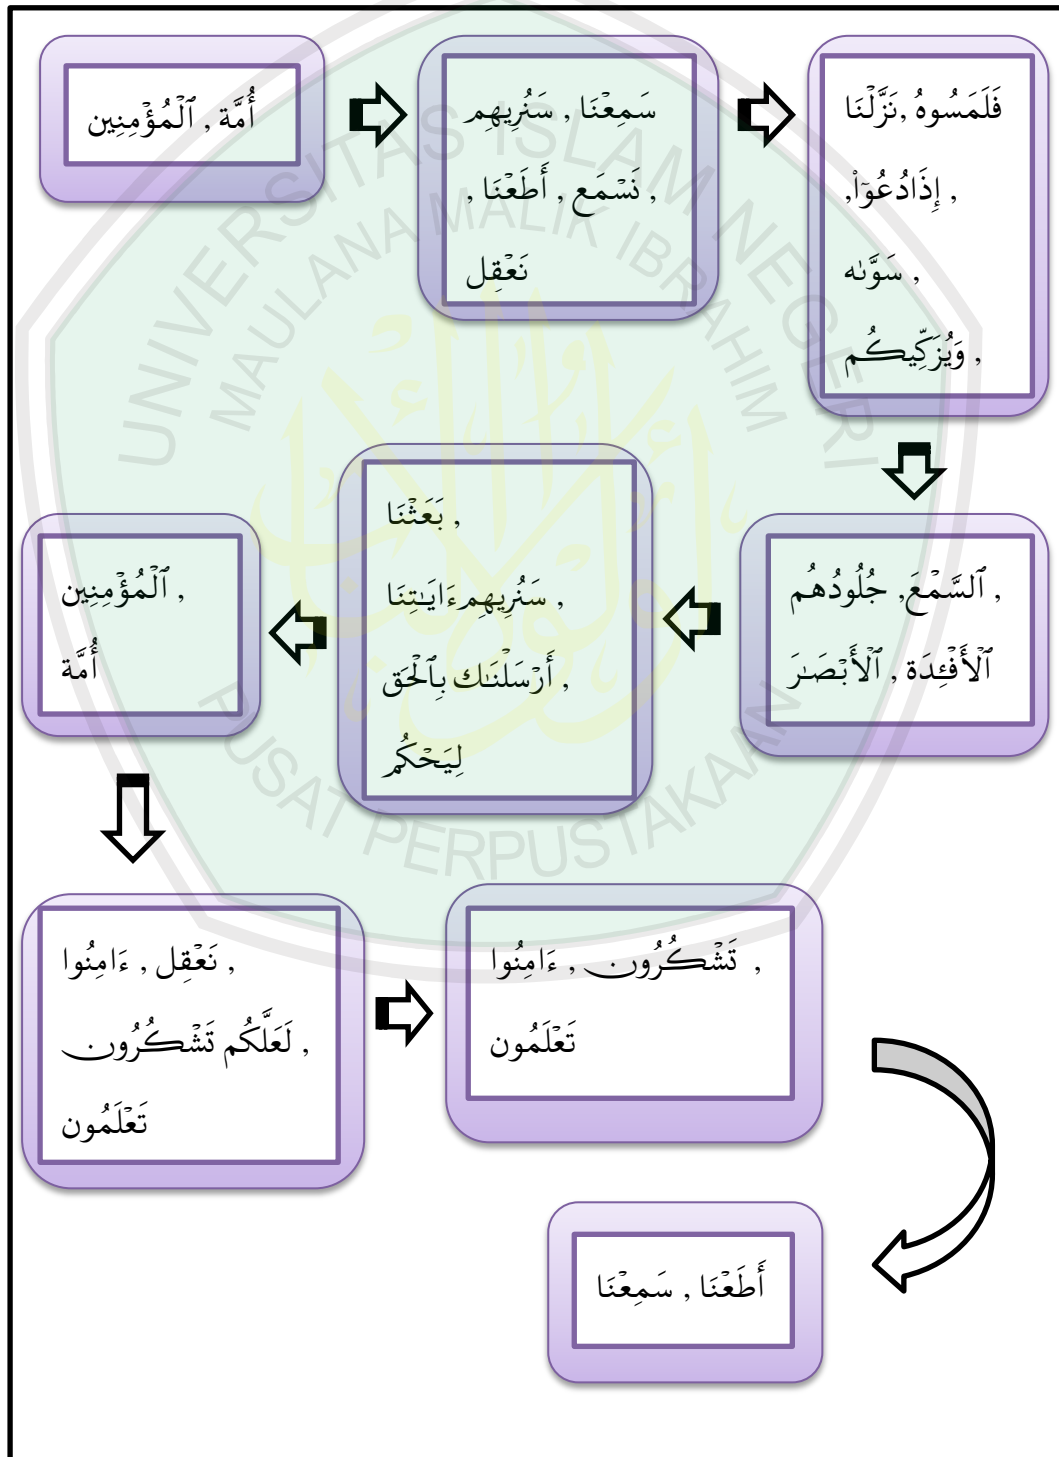 أُمَّة , ٱلْمُؤْمِنِين
سَمِعْنَا , سَنُرِيهِم
, نَسْمَع , أَطَعْنَا ,
نَعْقِل
فَلَمَسُوهُ ,نَزَّلْنَا
, إِذَادُعُوٓا۟,
, سَوَّىٰه
, وَيُزَكِّيكُم
, ٱلسَّمْعَ, جُلُودُهُم
ٱلْأَفْـِٔدَة , ٱلْأَبْصَـٰرَ
, بَعَثْنَا
, سَنُرِيهِمءَايَـٰتِنَا
, أَرْسَلْنَـٰك بِٱلْحَق
لِيَحْكُم
, ٱلْمُؤْمِنِين
أُمَّة
, نَعْقِل , ءَامِنُوا
, لَعَلَّكُم تَشْكُرُون
تَعْلَمُون
, تَشْكُرُون , ءَامِنُوا
تَعْلَمُون
أَطَعْنَا , سَمِعْنَا
UNIVERSITAS ISLAM NEGERI
MAULANA MALIK IBRAHIM
PUSAT PERPUSTAKAAN